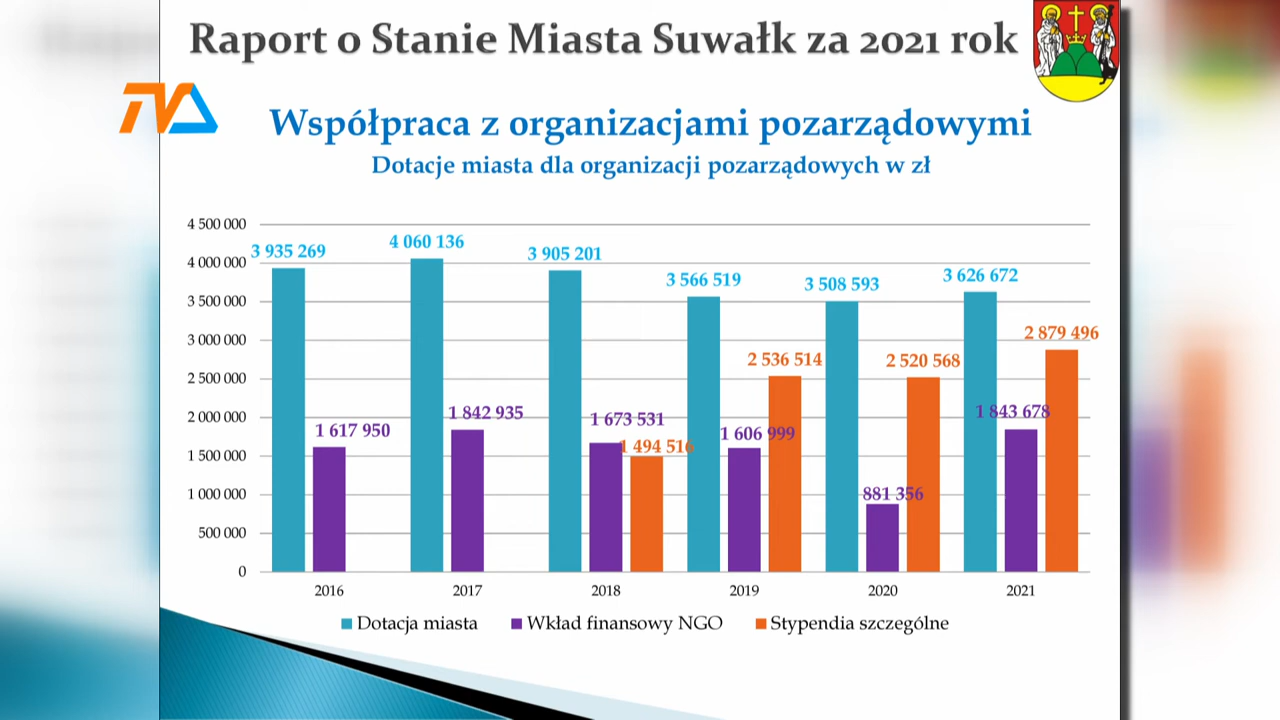 Raport o Stanie Miasta Suwałk za 2021 rok
TVA
Współpraca z organizacjami pozarządowymi
Dotacje miasta dla organizacji pozarządowych w zł
4 500 000
4 000 000
3 500 000
3 000 000
2 500 000
2 000 000
1 500 000
1 000 000
500 000
0
3 935 269
1 617 950
4 060 136
1 842 935
3 905 201
1 673 531
1 494 516
3 566 519
1 606 999
2 536 514
3 508 593
881 356
2 520 568
3 626 672
1 843 678
2 879 496
2016 2017 2018 2019 2020 2021
Dotacja miasta Wkład finansowy NGO Stypendia szczególne